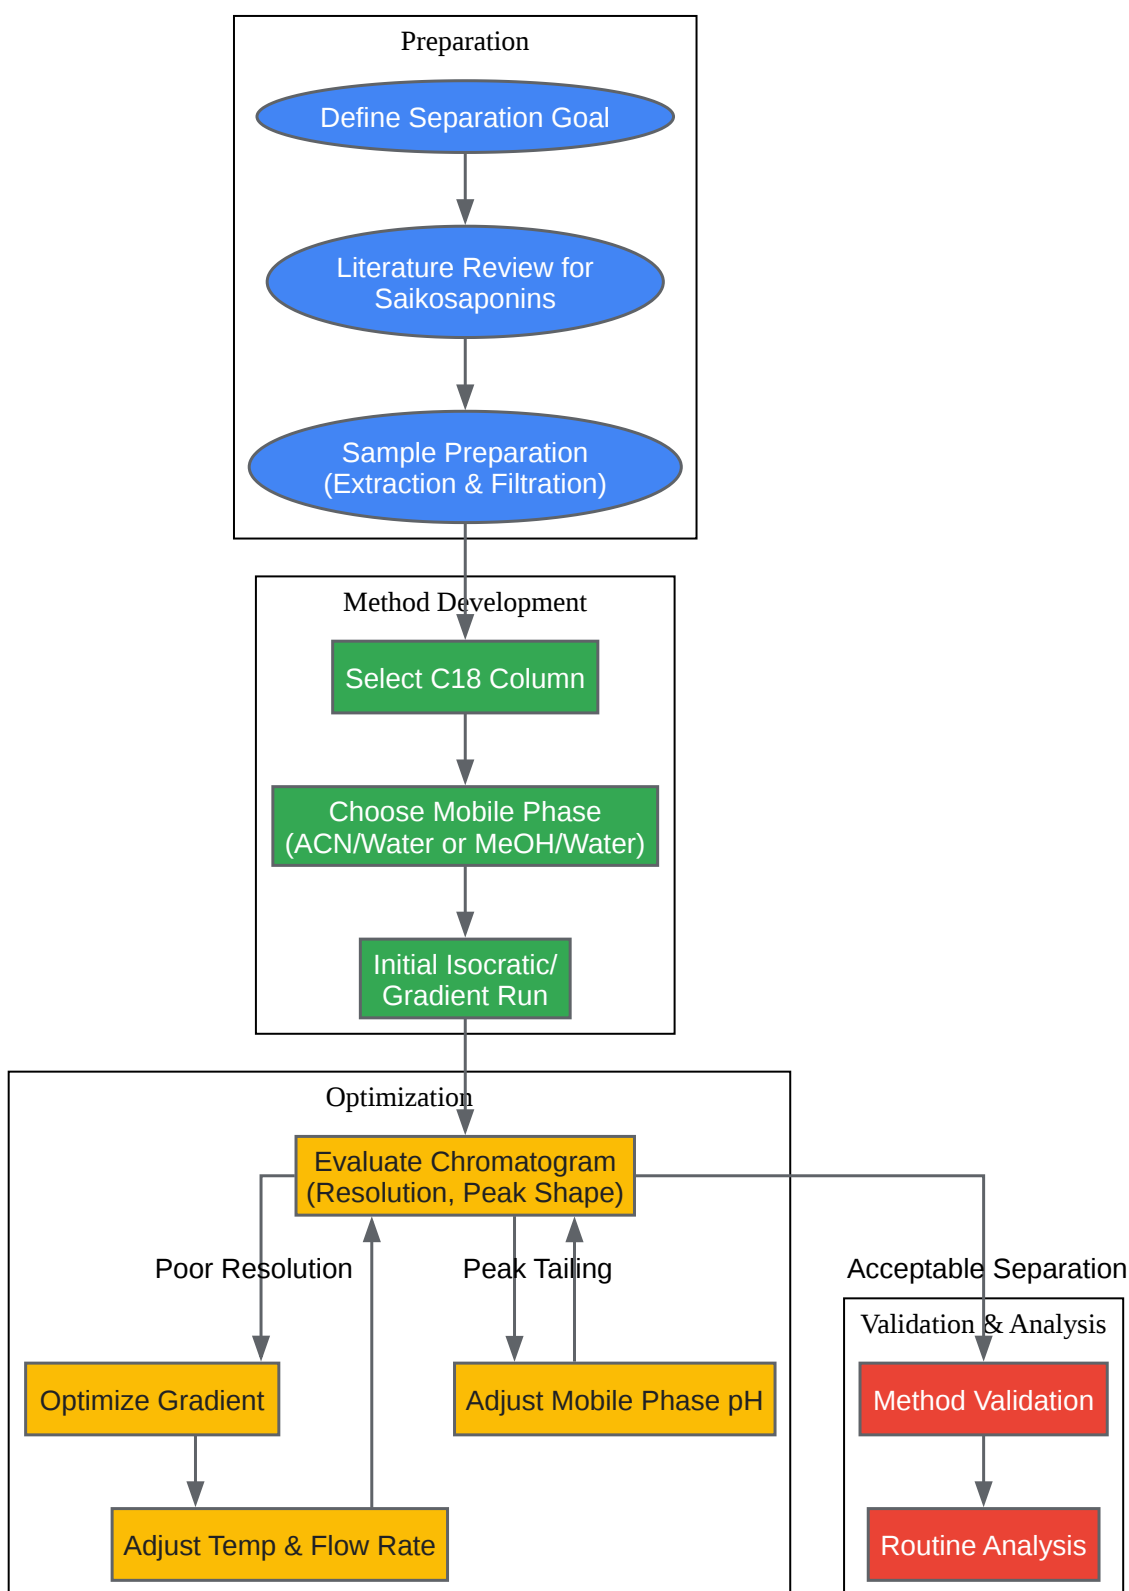 Preparation
Define Separation Goal
Literature Review for
Saikosaponins
Sample Preparation
(Extraction & Filtration)
Method Development
Select C18 Column
Choose Mobile Phase
(ACN/Water or MeOH/Water)
Initial Isocratic/
Gradient Run
Optimization
Evaluate Chromatogram
(Resolution, Peak Shape)
Poor Resolution
Peak Tailing
Acceptable Separation
Validation & Analysis
Optimize Gradient
Adjust Mobile Phase pH
Method Validation
Adjust Temp & Flow Rate
Routine Analysis